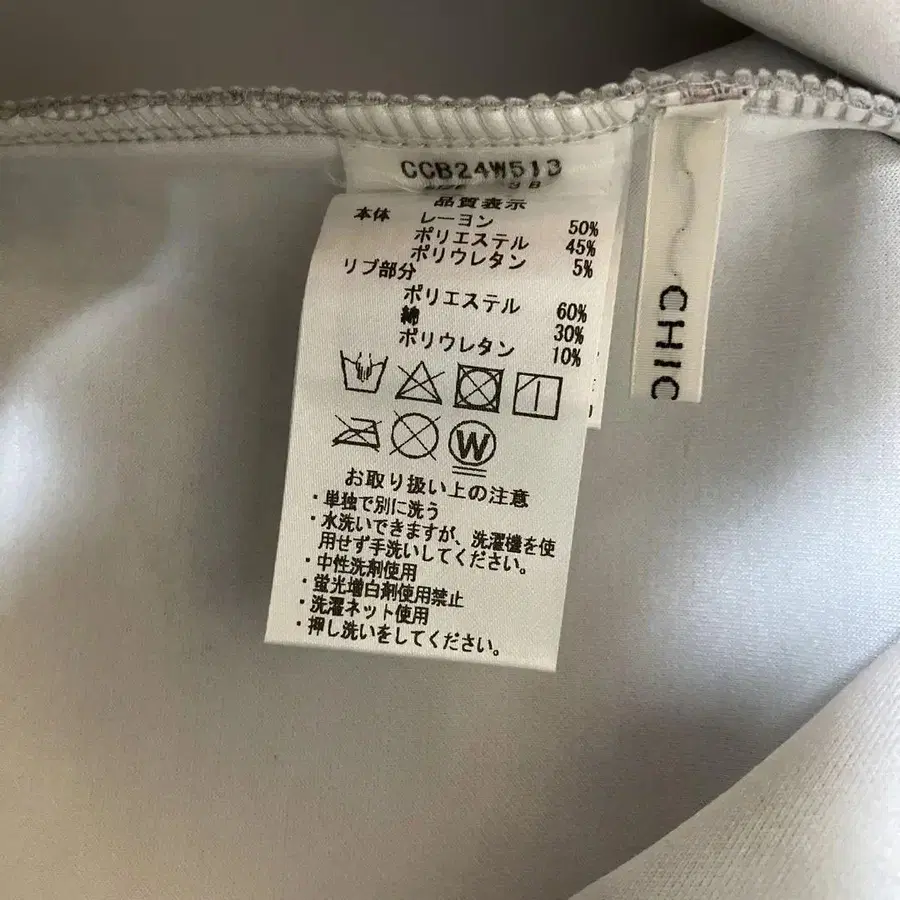 CCB24W513
品質表示
本体 レーヨン 50%
ポリエステル 45%
ポリウレタン 5%
リブ部分
ポリエステル 60%
綿 30%
ポリウレタン 10%
W
お取り扱い上の注意
・単独で別に洗う
・水洗いできますが、洗濯機を使
用せず手洗いしてください。
・中性洗剤使用
・蛍光増白剤使用禁止
・洗濯ネット使用
・押し洗いをしてください。
CHIC